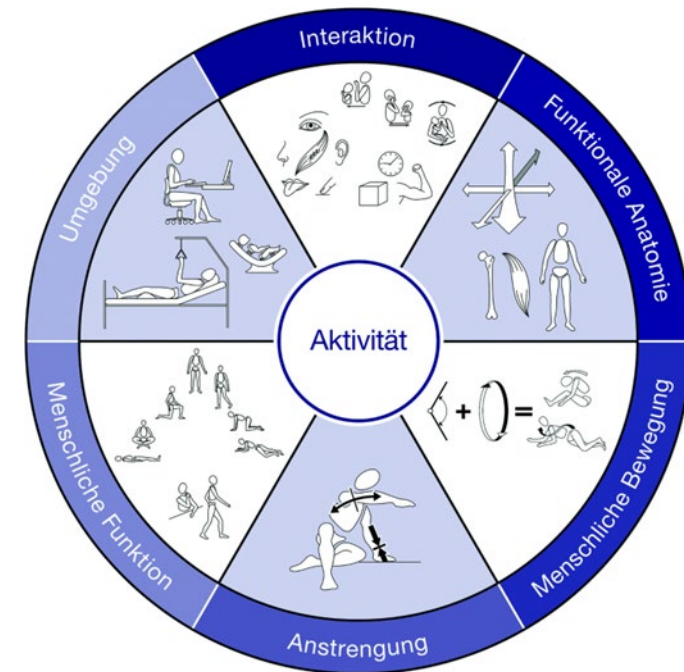 Interaktion
Funktionale Anatomie
Menschliche Bewegung
Anstrengung
Menschliche Funktion
Umgebung
Aktivität